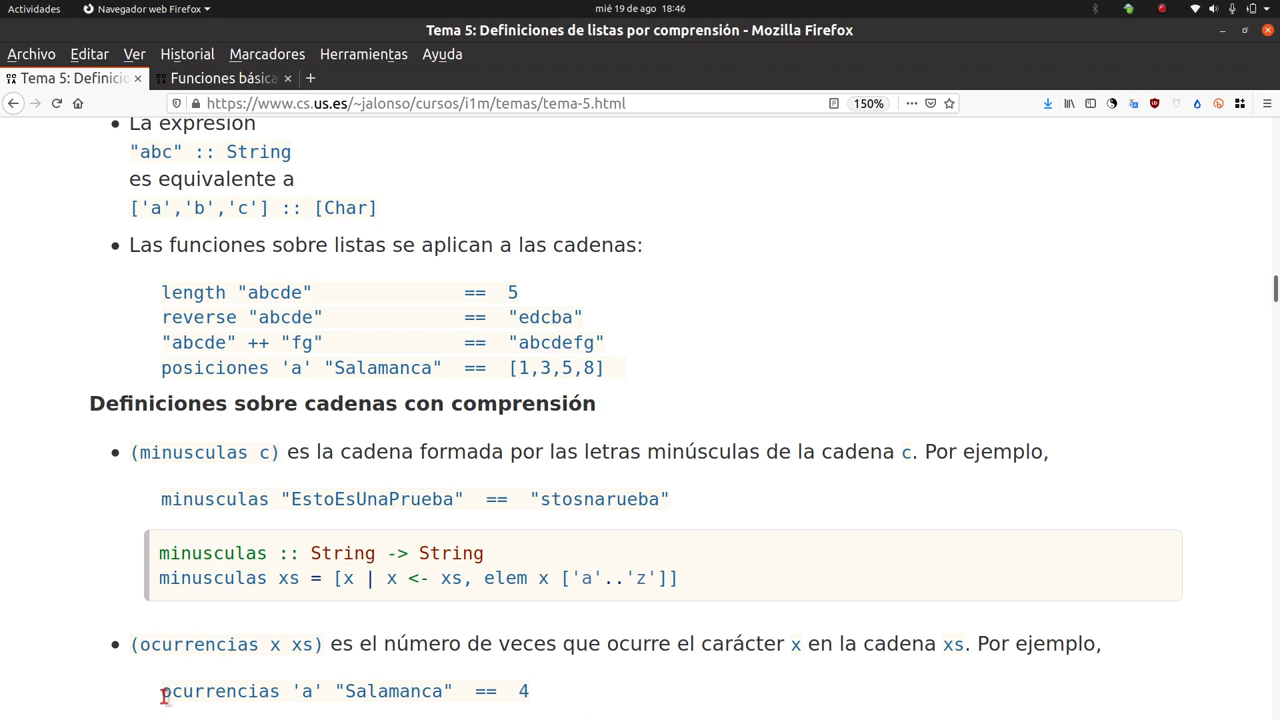 Actividades
Navegador web Firefox
mié 19 de ago 18:46
Tema 5: Definiciones de listas por comprensión - Mozilla Firefox
Archivo Editar Ver Historial Marcadores Herramientas Ayuda
Tema 5: Definicio
Funciones básica
https://www.cs.us.es/~jalonso/cursos/i1m/temas/tema-5.html
150%
• La expresión
"abc" :: String
es equivalente a
['a','b','c'] :: [Char]
• Las funciones sobre listas se aplican a las cadenas:
length "abcde" == 5
reverse "abcde" == "edcba"
"abcde" ++ "fg" == "abcdefg"
posiciones 'a' "Salamanca" == [1,3,5,8]
Definiciones sobre cadenas con comprensión
• (minusculas c) es la cadena formada por las letras minúsculas de la cadena c. Por ejemplo,
minusculas "EstoEsUnaPrueba" == "stosnarueba"
minusculas :: String -> String
minusculas xs = [x | x <- xs, elem x ['a'..'z']]
• (ocurrencias x xs) es el número de veces que ocurre el carácter x en la cadena xs. Por ejemplo,
ocurrencias 'a' "Salamanca" == 4